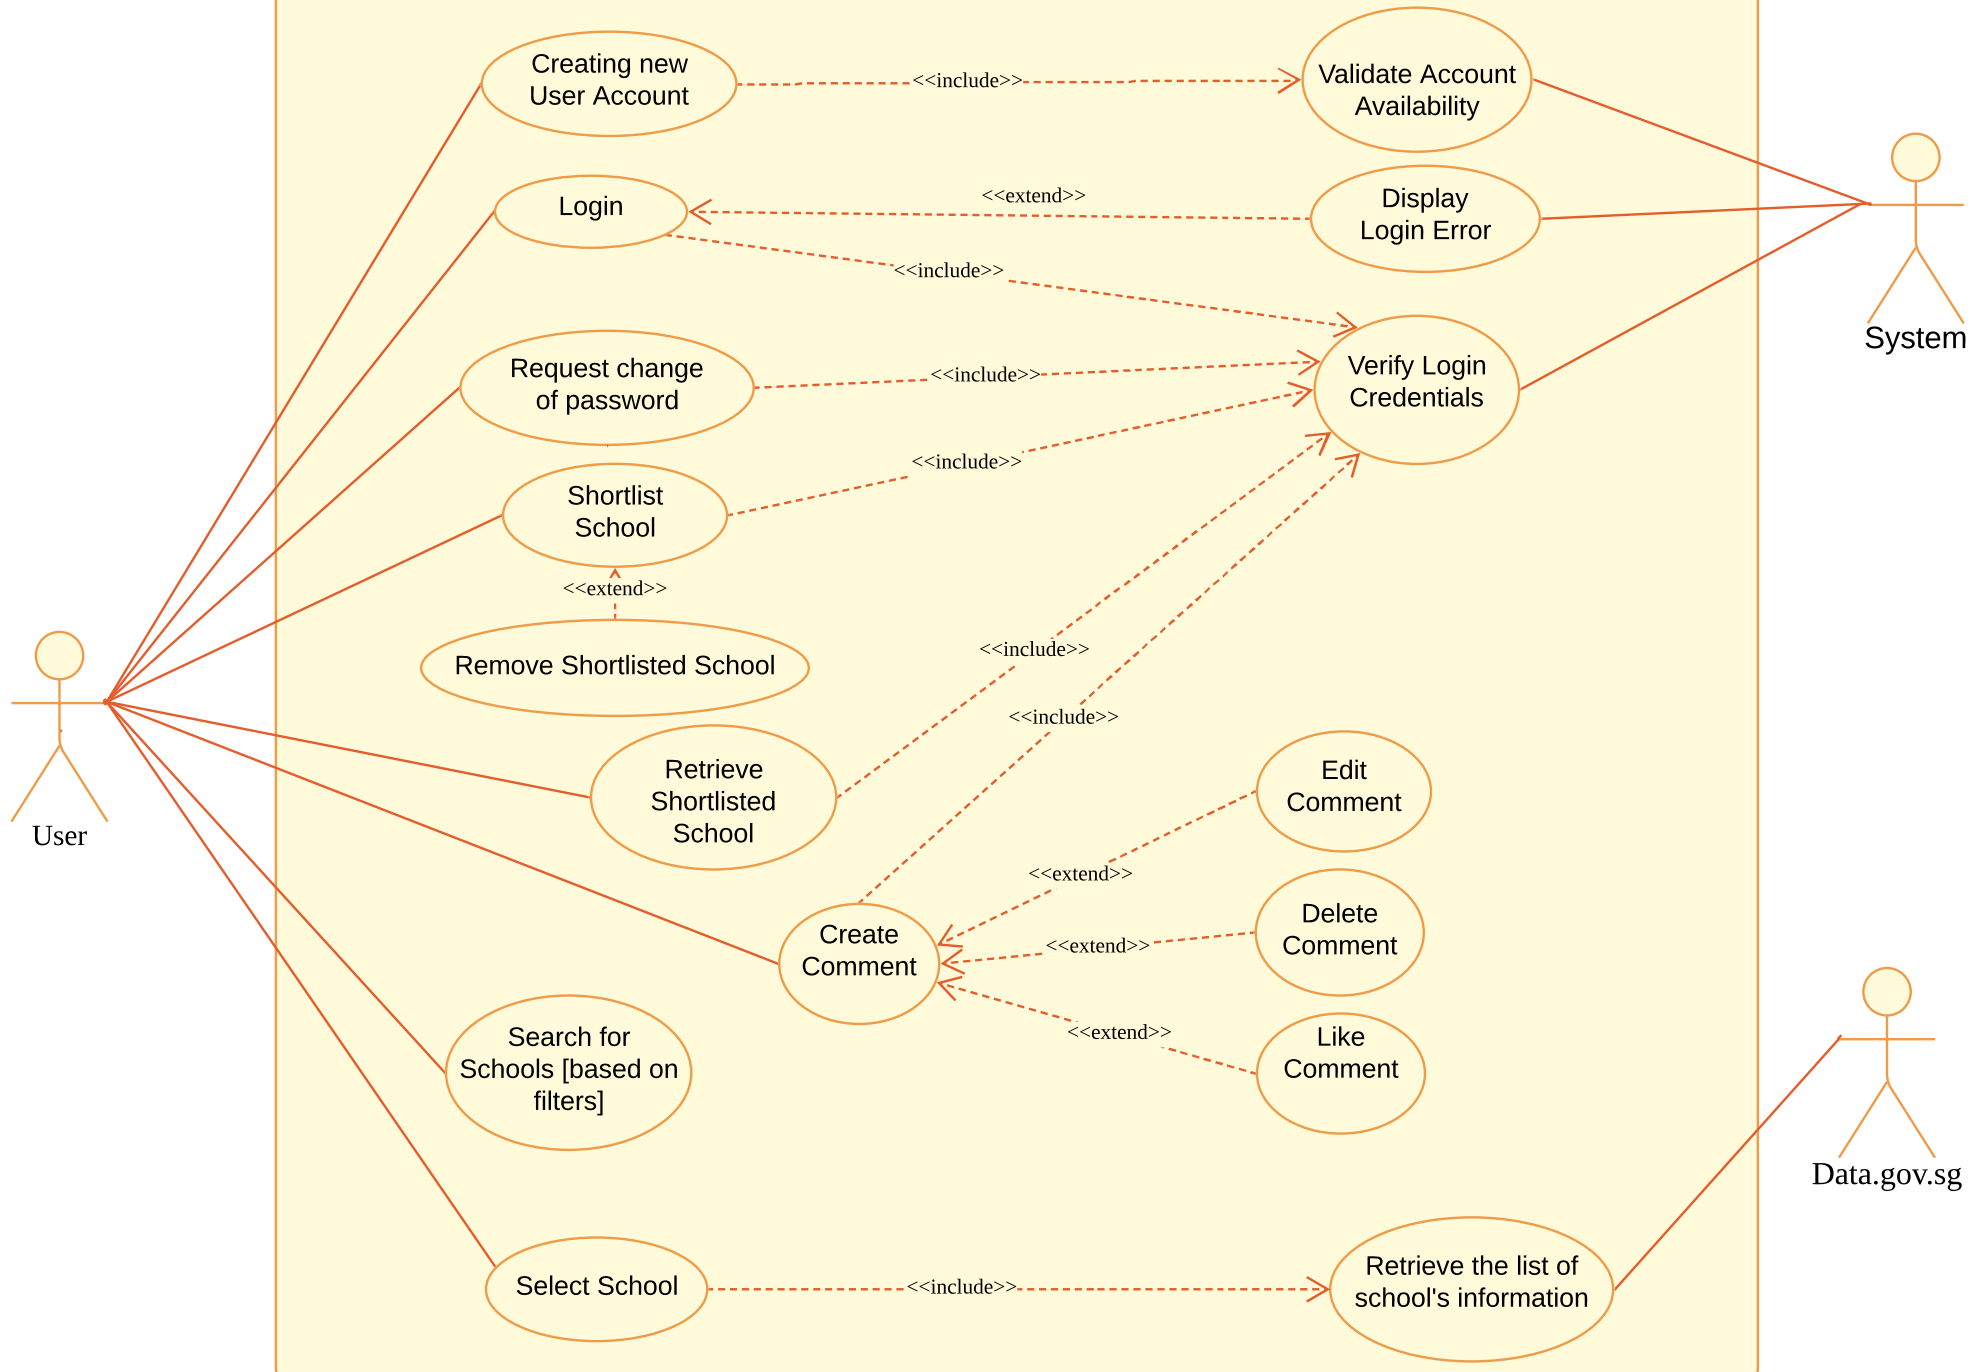 Creating new
User Account
<<include>>
Validate Account
Availability
Login
<<extend>>
Display
Login Error
<<include>>
System
Request change
of password
<<include>>
Verify Login
Credentials
Shortlist
School
<<include>>
<<extend>>
Remove Shortlisted School
<<include>>
<<include>>
User
Retrieve
Shortlisted
School
Edit
Comment
<<extend>>
Create
Comment
<<extend>>
Delete
Comment
<<extend>>
Like
Comment
Search for
Schools [based on
filters]
Data.gov.sg
Select School
<<include>>
Retrieve the list of
school's information